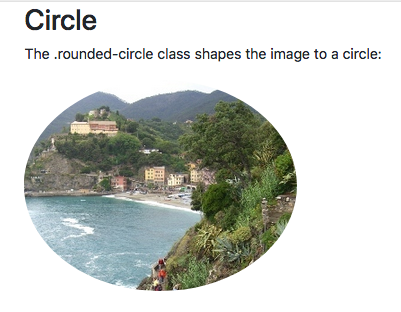 Circle
The .rounded-circle class shapes the image to a circle: